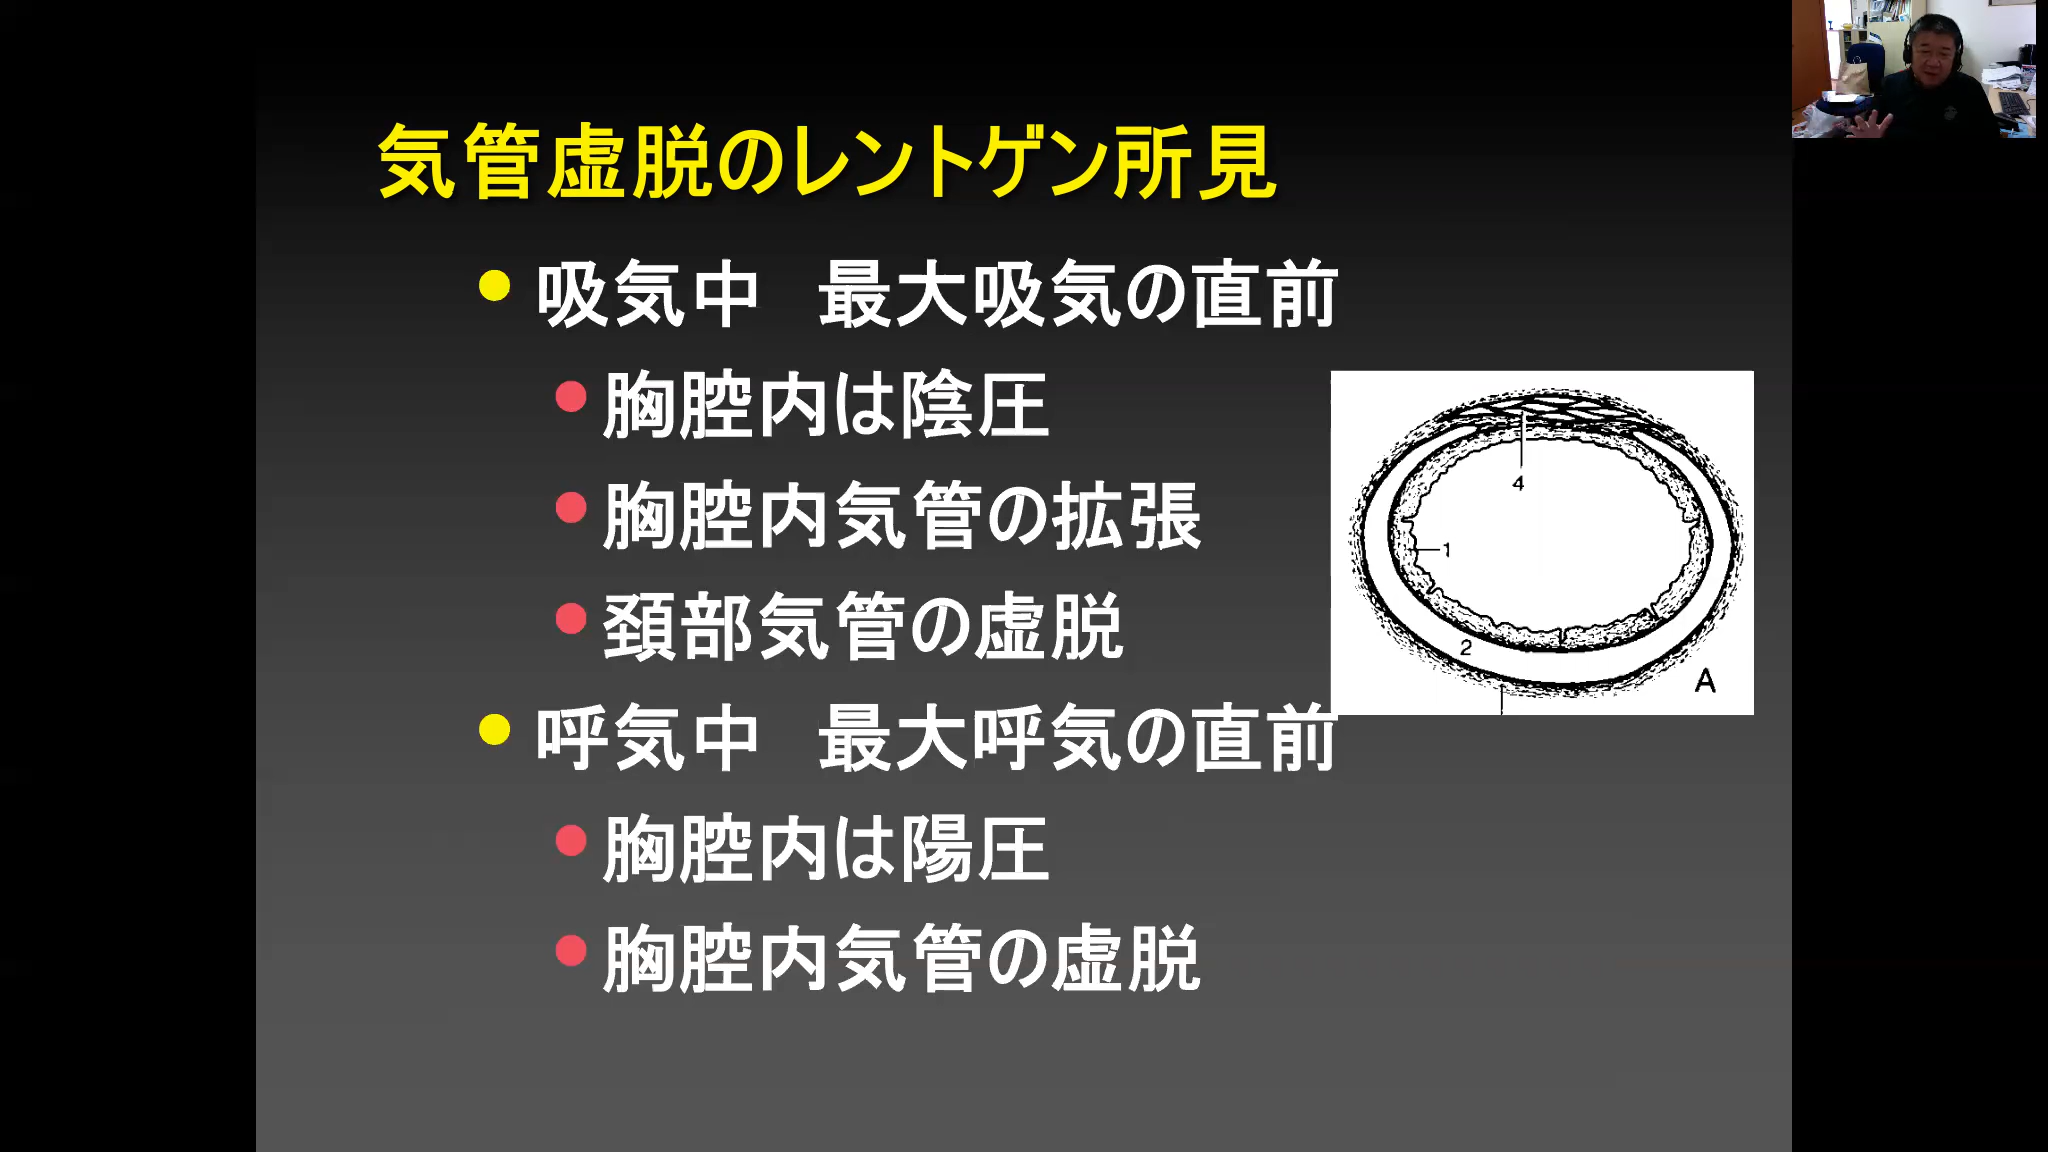 気管虚脱のレントゲン所見
吸気中　最大吸気の直前
胸腔内は陰圧
胸腔内気管の拡張
頚部気管の虚脱
呼気中　最大呼気の直前
胸腔内は陽圧
胸腔内気管の虚脱
4
1
2
A